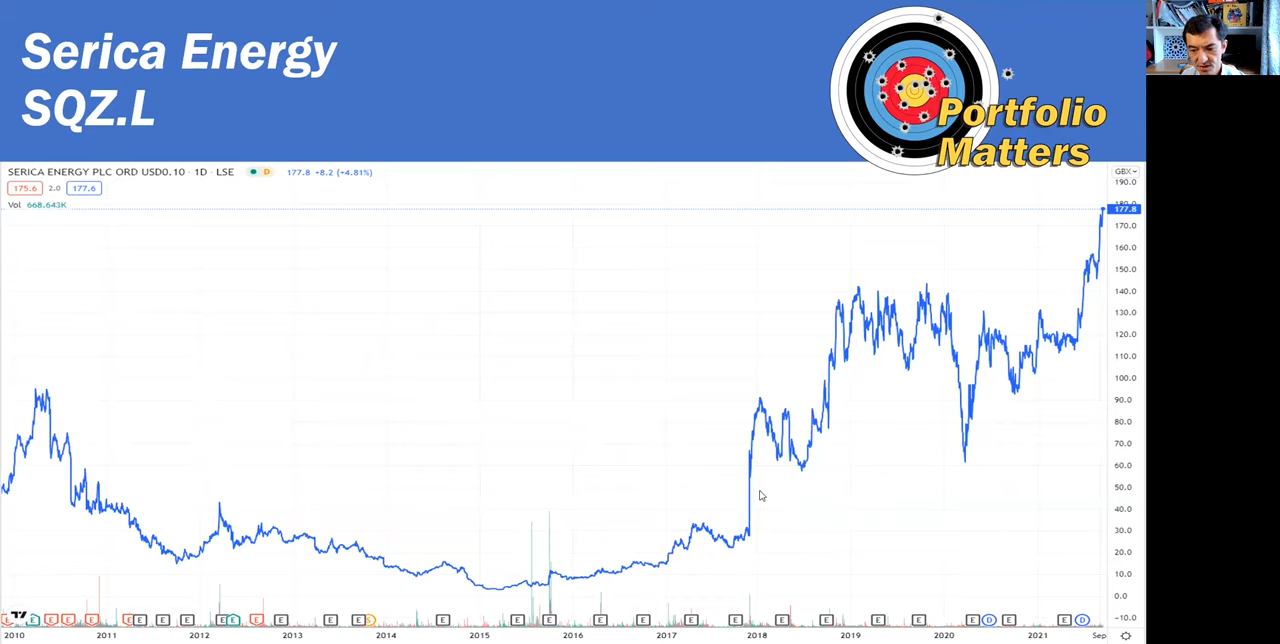 Serica Energy
SQZ.L
Portfolio
Matters
SERICA ENERGY PLC ORD USD0.10 · 1D · LSE
D
177.8 +8.2 (+4.81%)
175.6
2.0
177.6
Vol 668.643K
GBX
190.0
180.0
177.8
170.0
160.0
150.0
140.0
130.0
120.0
110.0
100.0
90.0
80.0
70.0
60.0
50.0
40.0
30.0
20.0
10.0
0.0
−10.0
E E E E E E E E E E E E E E E S E E E E E E E E E E E E D E E D
2010 2011 2012 2013 2014 2015 2016 2017 2018 2019 2020 2021 Sep